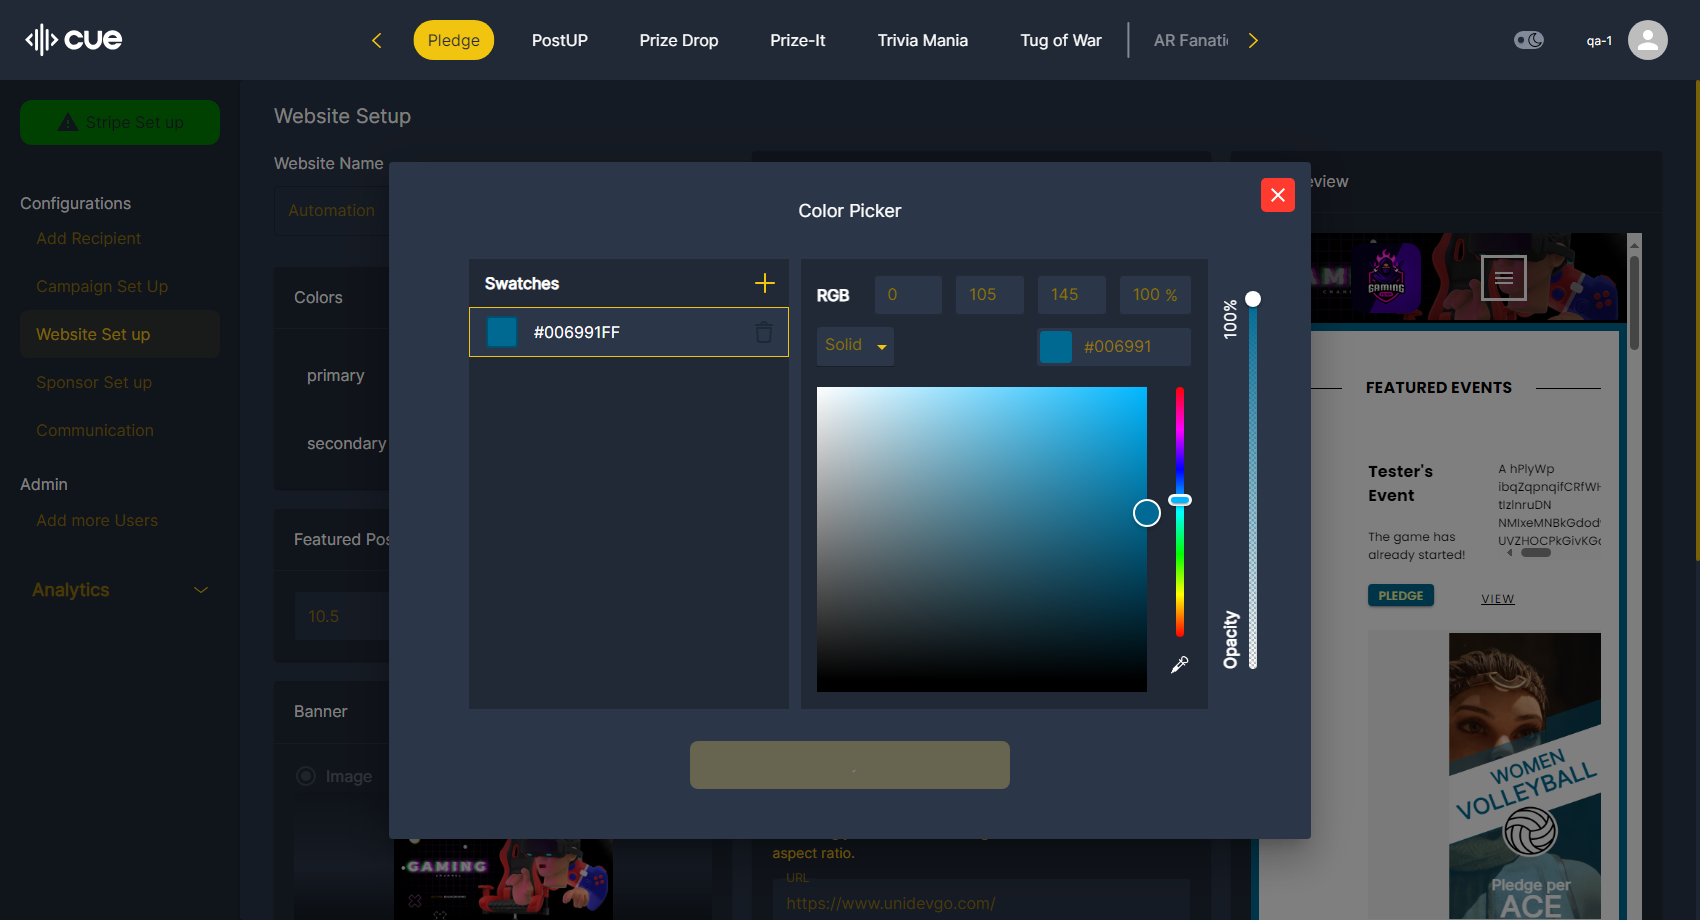 cue
Pledge
PostUP
Prize Drop
Prize-It
Trivia Mania
Tug of War
AR Fanati
qa-1
Stripe Set up
Configurations
Add Recipient
Campaign Set Up
Website Set up
Sponsor Set up
Communication
Admin
Add more Users
Analytics
Website Setup
Website Name
Automation
Colors
primary
secondary
Featured Pos
10.5
Banner
Image
GAMING
Color Picker
Swatches
#006991FF
RGB
0
105
145
100 %
Solid
#006991
100%
Opacity
aspect ratio.
URL
https://www.unidevgo.com/
eview
GAMING
FEATURED EVENTS
Tester's
Event
The game has
already started!
A hPlyWp
ibqZqpnqifCRfWH
tIzInruDN
NMIxeMNBkGdod
UVZHOCPkGivKG
PLEDGE
VIEW
WOMEN
VOLLEYBALL
Pledge per
ACE